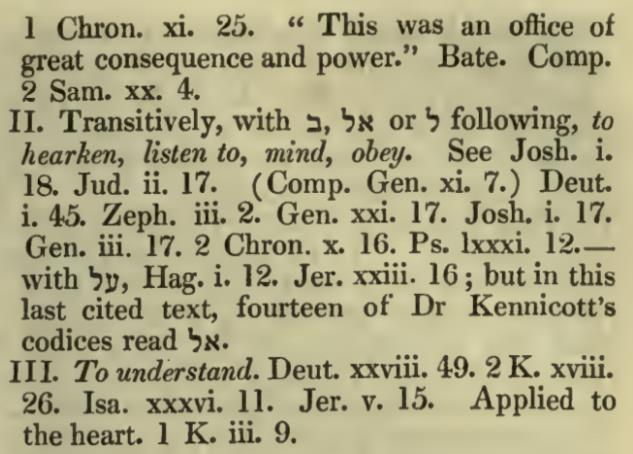 1 Chron. xi. 25. “ This was an office of
great consequence and power.” Bate. Comp.
2 Sam. xx. 4.
II. Transitively, with ב, אל or ל following, to
hearken, listen to, mind, obey. See Josh. i.
18. Jud. ii. 17. (Comp. Gen. xi. 7.) Deut.
i. 45. Zeph. iii. 2. Gen. xxi. 17. Josh. i. 17.
Gen. iii. 17. 2 Chron. x. 16. Ps. lxxxi. 12.—
with על, Hag. i. 12. Jer. xxiii. 16; but in this
last cited text, fourteen of Dr Kennicott's
codices read אל.
III. To understand. Deut. xxviii. 49. 2 K. xviii.
26. Isa. xxxvi. 11. Jer. v. 15. Applied to
the heart. 1 K. iii. 9.